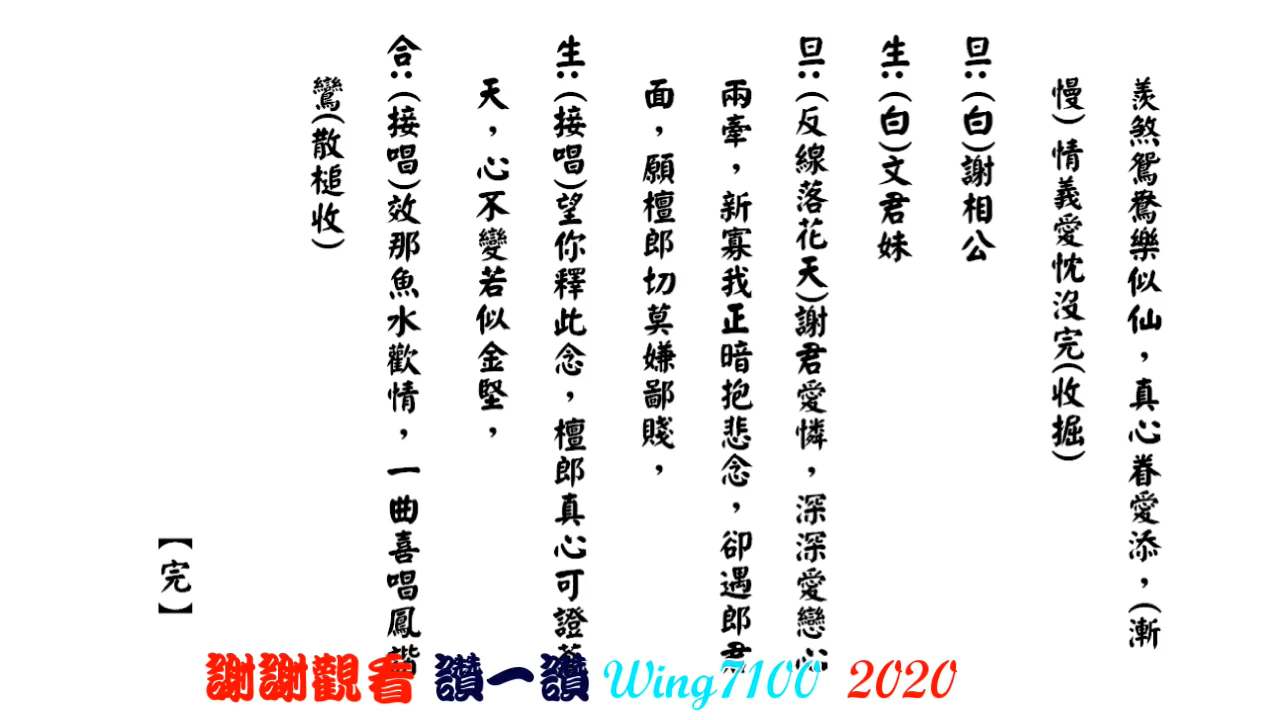 羨煞鴛鴦樂似仙，真心眷愛添，(漸
慢) 情義愛忱沒完(收掘)
旦：(白)謝相公
生：(白)文君妹
旦：(反線落花天)謝君愛憐，深深愛戀心
兩牽，新寡我正暗抱悲念，卻遇郎君
面，願檀郎切莫嫌鄙賤，
生：(接唱)望你釋此念，檀郎真心可證
天，心不變若似金堅，
合：(接唱)效那魚水歡情，一曲喜唱鳳諧
鸞(散槌收)
【完】
謝謝觀看 讚一讚 Wing7100 2020